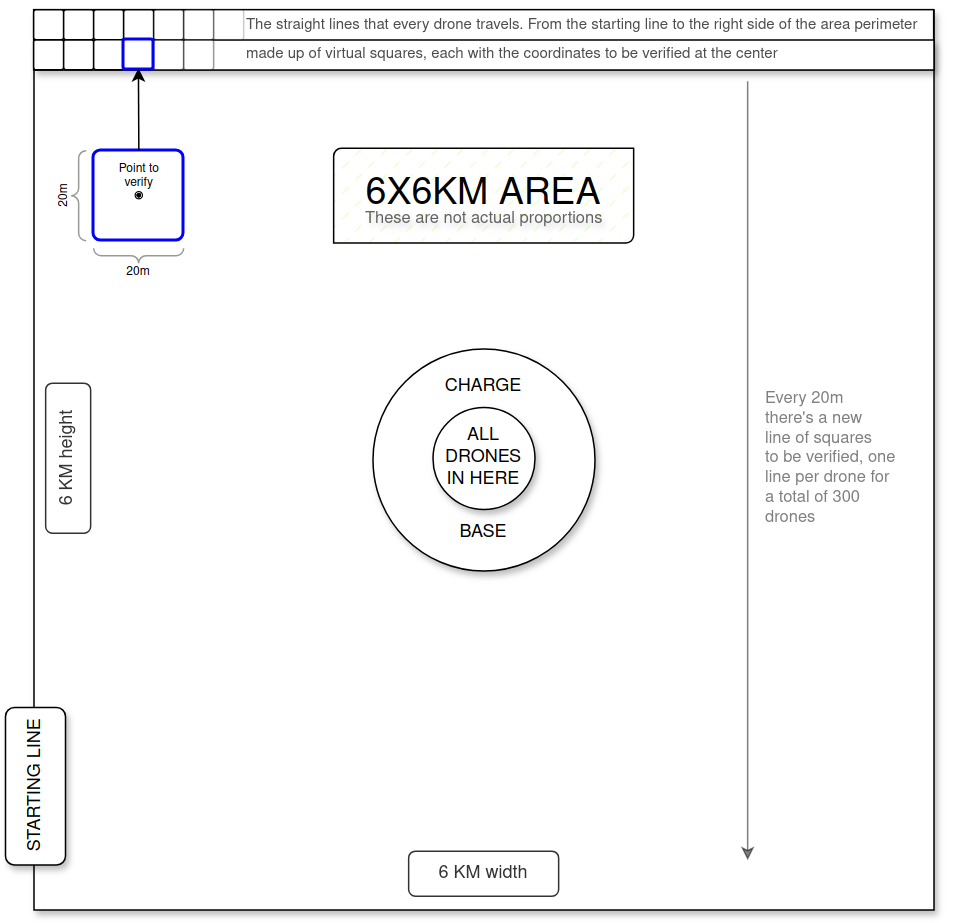 The straight lines that every drone travels. From the starting line to the right side of the area perimeter
made up of virtual squares, each with the coordinates to be verified at the center
Point to
verify
20m
20m
6X6KM AREA
These are not actual proportions
CHARGE
ALL
DRONES
IN HERE
BASE
6 KM height
Every 20m
there's a new
line of squares
to be verified, one
line per drone for
a total of 300
drones
STARTING LINE
6 KM width